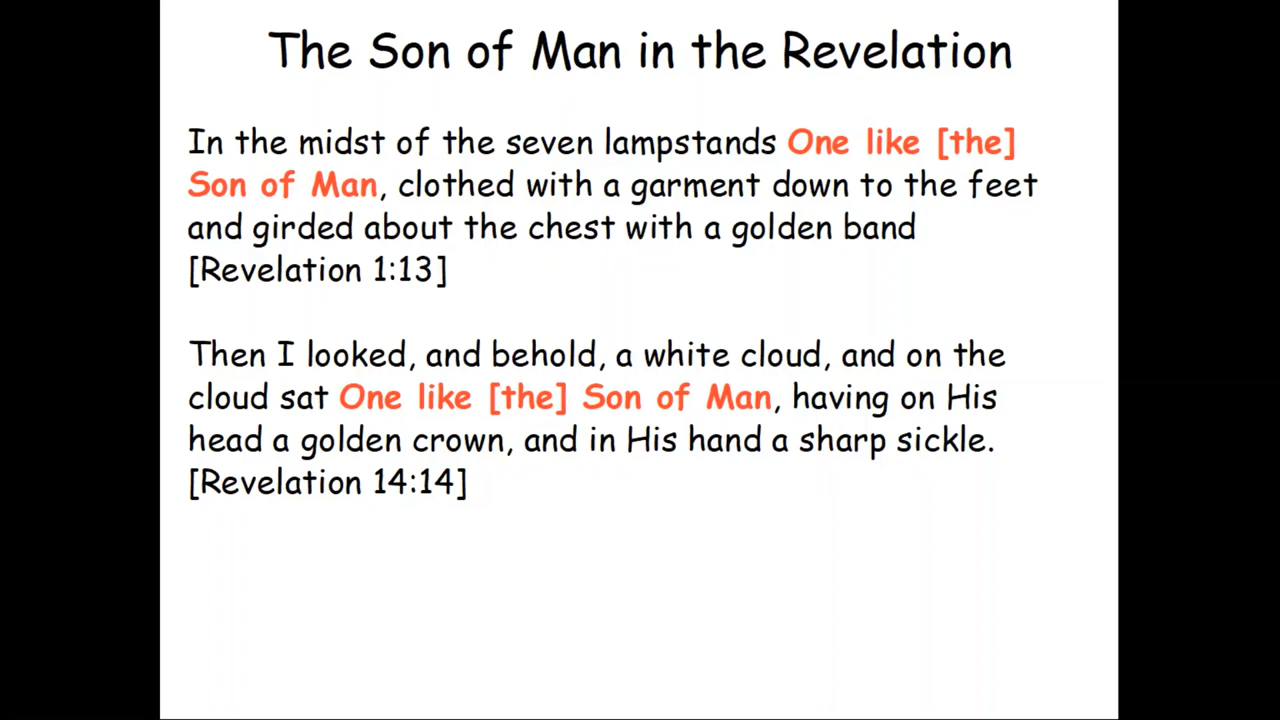 The Son of Man in the Revelation
In the midst of the seven lampstands One like [the]
Son of Man, clothed with a garment down to the feet
and girded about the chest with a golden band
[Revelation 1:13]
Then I looked, and behold, a white cloud, and on the
cloud sat One like [the] Son of Man, having on His
head a golden crown, and in His hand a sharp sickle.
[Revelation 14:14]